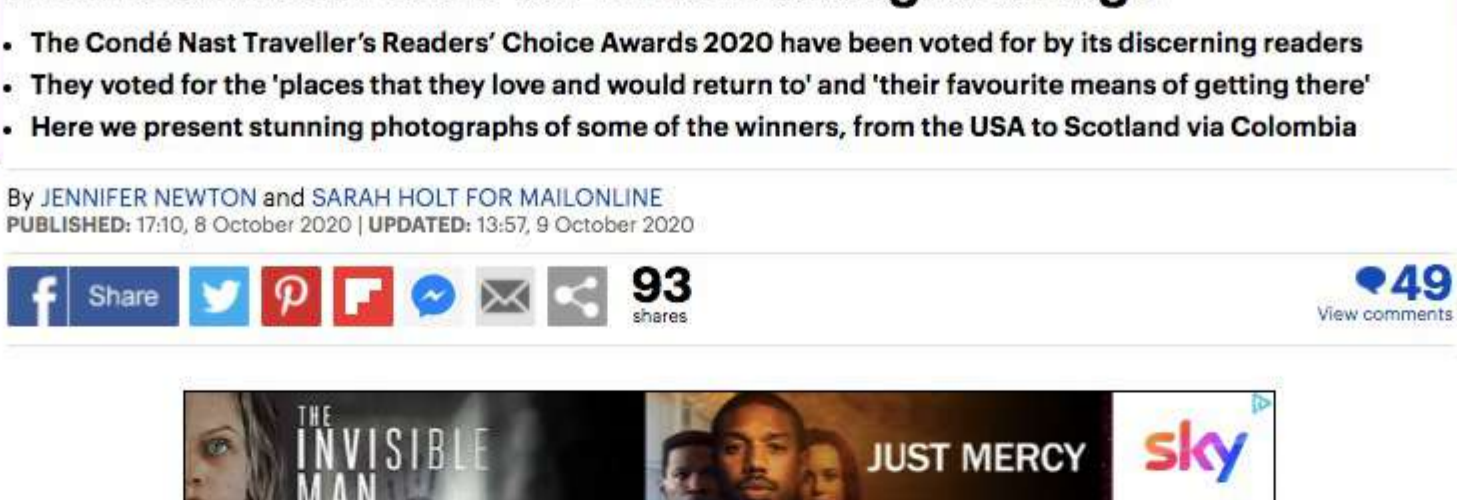 The Condé Nast Traveller's Readers' Choice Awards 2020 have been voted for by its discerning readers
They voted for the 'places that they love and would return to' and 'their favourite means of getting there'
Here we present stunning photographs of some of the winners, from the USA to Scotland via Colombia
By JENNIFER NEWTON and SARAH HOLT FOR MAILONLINE
PUBLISHED: 17:10, 8 October 2020 | UPDATED: 13:57, 9 October 2020
Share
93
shares
49
View comments
THE
INVISIBLE
MAN
JUST MERCY
sky